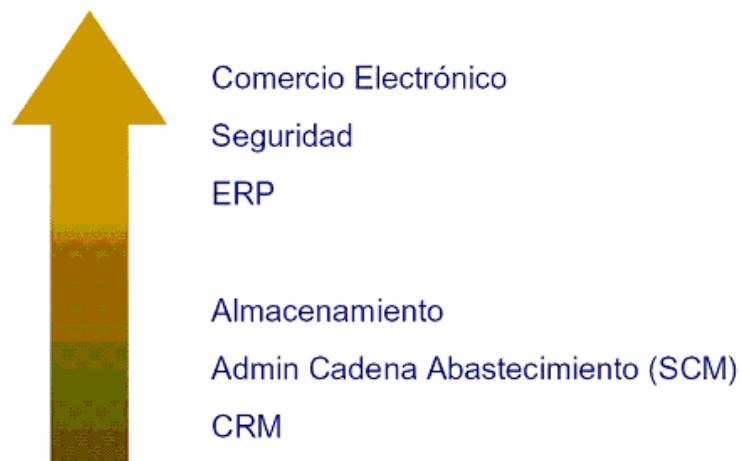 Comercio Electrónico
Seguridad
ERP
Almacenamiento
Admin Cadena Abastecimiento (SCM)
CRM